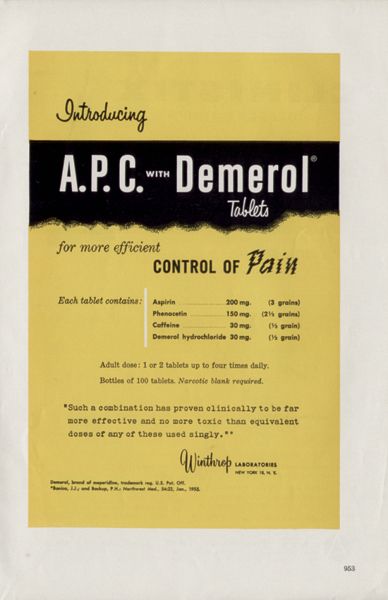 Introducing
A.P.C. WITH Demerol®
Tablets
for more efficient
CONTROL OF Pain
Each tablet contains:
Aspirin ............ 200 mg. (3 grains)
Phenacetin ............ 150 mg. (2½ grains)
Caffeine ............ 30 mg. (½ grain)
Demerol hydrochloride 30 mg. (½ grain)
Adult dose: 1 or 2 tablets up to four times daily.
Bottles of 100 tablets. Narcotic blank required.
"Such a combination has proven clinically to be far
more effective and no more toxic than equivalent
doses of any of these used singly."*
Winthrop LABORATORIES
NEW YORK 18, N. Y.
Demerol, brand of meperidine, trademark reg. U.S. Pat. Off.
*Bonica, J.J.; and Backup, P.H.: Northwest Med., 54:22, Jan., 1955.
953